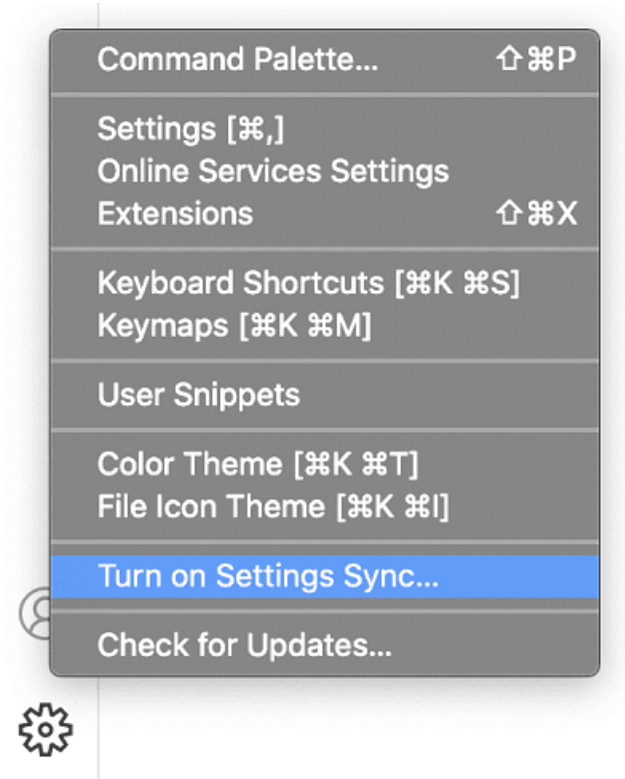 Command Palette... ⇧⌘P
Settings [⌘,]
Online Services Settings
Extensions ⇧⌘X
Keyboard Shortcuts [⌘K ⌘S]
Keymaps [⌘K ⌘M]
User Snippets
Color Theme [⌘K ⌘T]
File Icon Theme [⌘K ⌘I]
Turn on Settings Sync...
Check for Updates...